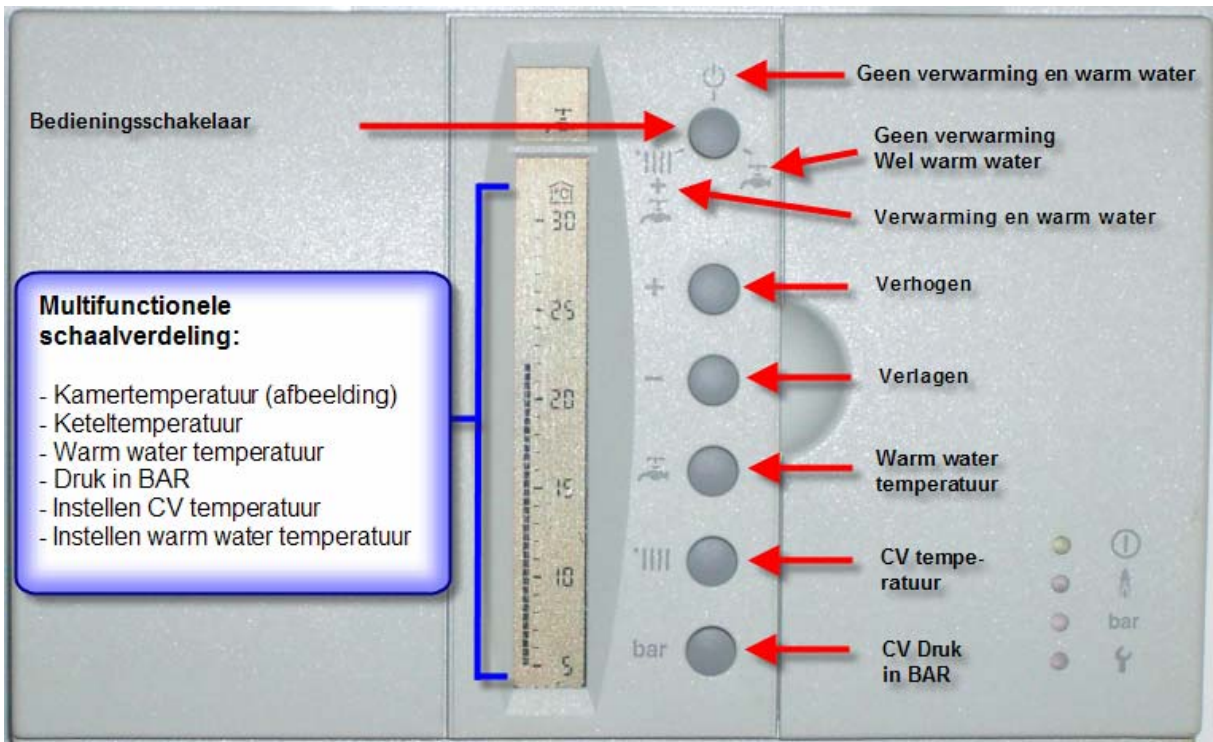 Geen verwarming en warm water
Bedieningsschakelaar
Geen verwarming
Wel warm water
Verwarming en warm water
°C
30
Verhogen
+
25
Multifunctionele
schaalverdeling:
- Kamertemperatuur (afbeelding)
- Keteltemperatuur
- Warm water temperatuur
- Druk in BAR
- Instellen CV temperatuur
- Instellen warm water temperatuur
Verlagen
-
20
Warm water
temperatuur
15
CV tempe-
ratuur
10
bar
CV Druk
in BAR
bar
5